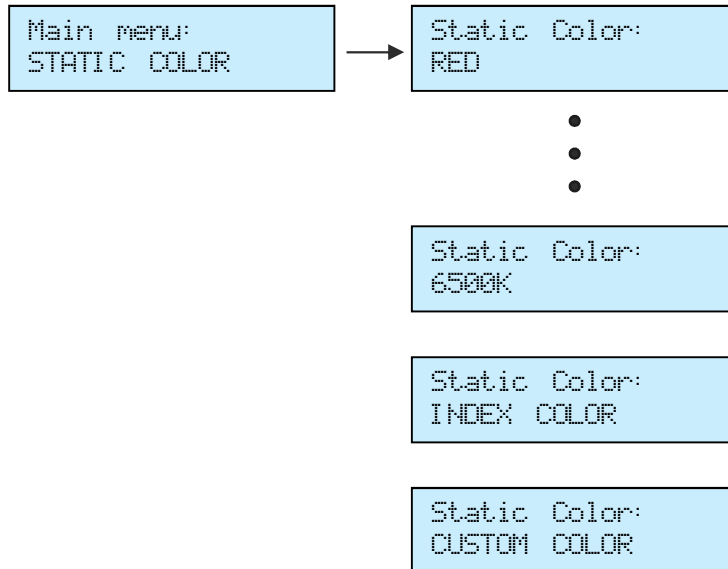 Main menu:
STATIC COLOR
Static Color:
RED
Static Color:
6500K
Static Color:
INDEX COLOR
Static Color:
CUSTOM COLOR